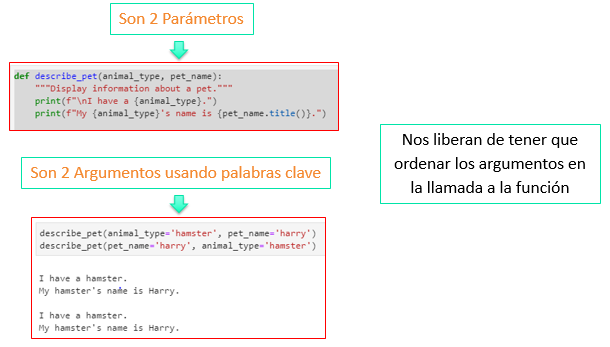 Son 2 Parámetros
def describe_pet(animal_type, pet_name):
    """Display information about a pet."""
    print(f"\nI have a {animal_type}.")
    print(f"My {animal_type}'s name is {pet_name.title()}.")
Son 2 Argumentos usando palabras clave
describe_pet(animal_type='hamster', pet_name='harry')
describe_pet(pet_name='harry', animal_type='hamster')
I have a hamster.
My hamster's name is Harry.
I have a hamster.
My hamster's name is Harry.
Nos liberan de tener que
ordenar los argumentos en
la llamada a la función